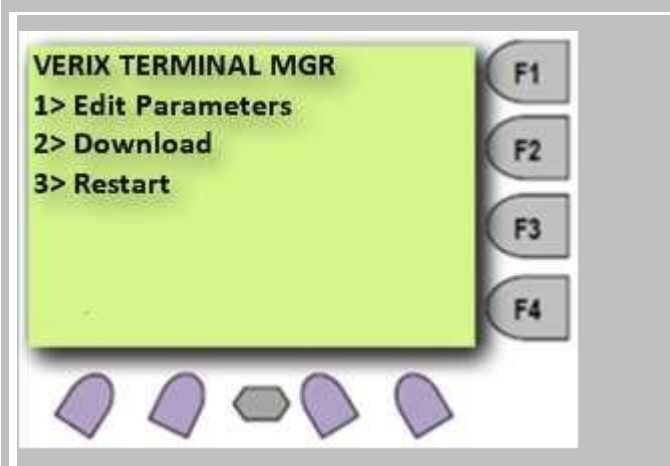 VERIX TERMINAL MGR
1> Edit Parameters
2> Download
3> Restart
F1
F2
F3
F4